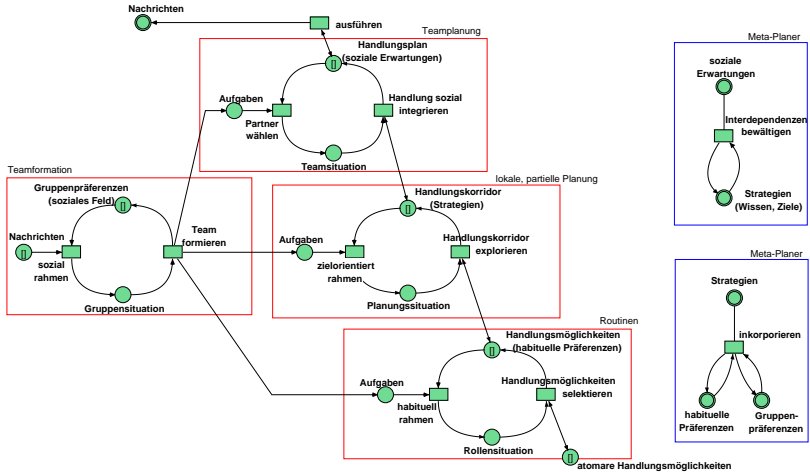 Nachrichten
ausführen
Teamplanung
Handlungsplan
(soziale Erwartungen)
[]
Aufgaben
Partner
wählen
Handlung sozial
integrieren
Teamsituation
Teamformation
Gruppenpräferenzen
(soziales Feld)
[]
Nachrichten
[]
sozial
rahmen
Team
formieren
Gruppensituation
lokale, partielle Planung
Handlungskorridor
(Strategien)
[]
Aufgaben
zielorientiert
rahmen
Handlungskorridor
explorieren
Planungssituation
Routinen
Handlungsmöglichkeiten
(habituelle Präferenzen)
[]
Aufgaben
habituell
rahmen
Handlungsmöglichkeiten
selektieren
Rollensituation
[]
atomare Handlungsmöglichkeiten
Meta-Planer
soziale
Erwartungen
Interdependenzen
bewältigen
Strategien
(Wissen, Ziele)
Meta-Planer
Strategien
inkorporieren
habituelle
Präferenzen
Gruppen-
präferenzen